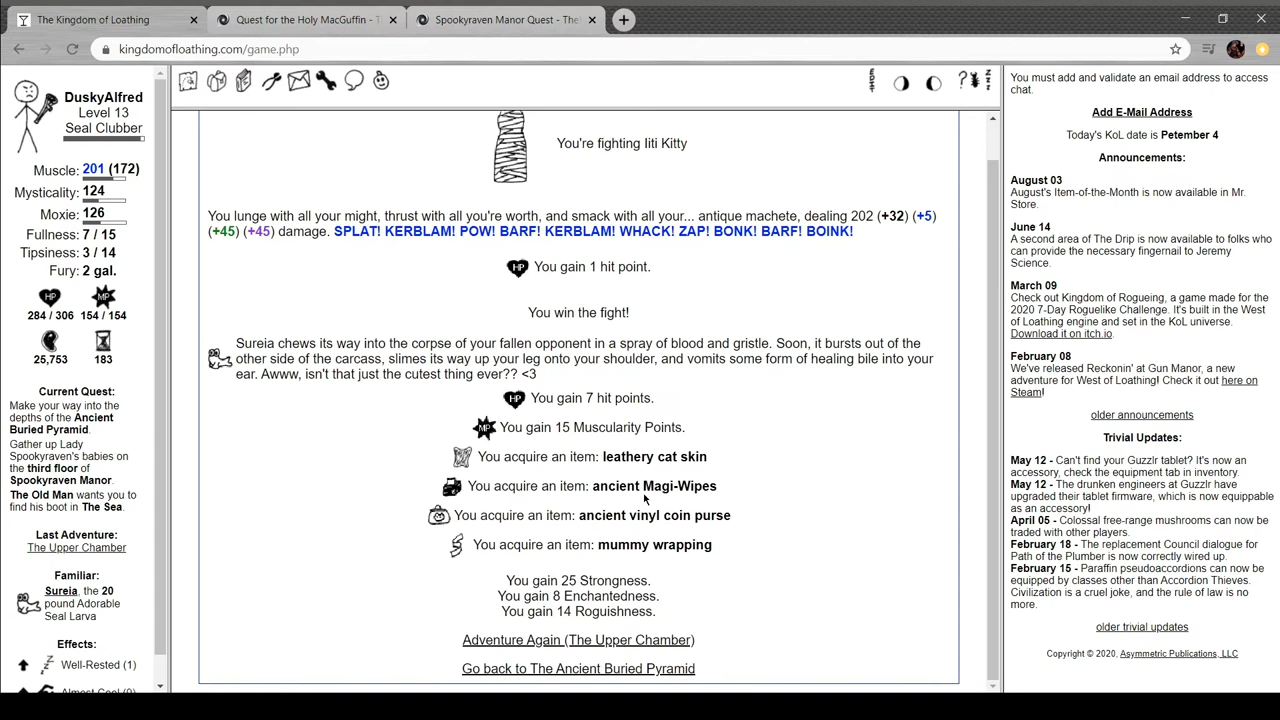 The Kingdom of Loathing
Quest for the Holy MacGuffin - T
Spookyraven Manor Quest - The
kingdomofloathing.com/game.php
DuskyAlfred
Level 13
Seal Clubber
Muscle: 201 (172)
Mysticality: 124
Moxie: 126
Fullness: 7 / 15
Tipsiness: 3 / 14
Fury: 2 gal.
HP MP
284 / 306 154 / 154
25,753 183
Current Quest:
Make your way into the
depths of the Ancient
Buried Pyramid.
Gather up Lady
Spookyraven's babies on
the third floor of
Spookyraven Manor.
The Old Man wants you to
find his boot in The Sea.
Last Adventure:
The Upper Chamber
Familiar:
Sureia, the 20
pound Adorable
Seal Larva
Effects:
Well-Rested (1)
You're fighting Iiti Kitty
You lunge with all your might, thrust with all you're worth, and smack with all your... antique machete, dealing 202 (+32) (+5)
(+45) (+45) damage. SPLAT! KERBLAM! POW! BARF! KERBLAM! WHACK! ZAP! BONK! BARF! BOINK!
HP You gain 1 hit point.
You win the fight!
Sureia chews its way into the corpse of your fallen opponent in a spray of blood and gristle. Soon, it bursts out of the
other side of the carcass, slimes its way up your leg onto your shoulder, and vomits some form of healing bile into your
ear. Awww, isn't that just the cutest thing ever?? <3
HP You gain 7 hit points.
MP You gain 15 Muscularity Points.
You acquire an item: leathery cat skin
You acquire an item: ancient Magi-Wipes
You acquire an item: ancient vinyl coin purse
You acquire an item: mummy wrapping
You gain 25 Strongness.
You gain 8 Enchantedness.
You gain 14 Roguishness.
Adventure Again (The Upper Chamber)
Go back to The Ancient Buried Pyramid
You must add and validate an email address to access
chat.
Add E-Mail Address
Today's KoL date is Petember 4
Announcements:
August 03
August's Item-of-the-Month is now available in Mr.
Store.
June 14
A second area of The Drip is now available to folks who
can provide the necessary fingernail to Jeremy
Science.
March 09
Check out Kingdom of Rogueing, a game made for the
2020 7-Day Roguelike Challenge. It's built in the West
of Loathing engine and set in the KoL universe.
Download it on itch.io.
February 08
We've released Reckonin' at Gun Manor, a new
adventure for West of Loathing! Check it out here on
Steam!
older announcements
Trivial Updates:
May 12 - Can't find your Guzzlr tablet? It's now an
accessory, check the equipment tab in inventory.
May 12 - The drunken engineers at Guzzlr have
upgraded their tablet firmware, which is now equippable
as an accessory!
April 05 - Colossal free-range mushrooms can now be
traded with other players.
February 18 - The replacement Council dialogue for
Path of the Plumber is now correctly wired up.
February 15 - Paraffin pseudoaccordions can now be
equipped by classes other than Accordion Thieves.
Civilization is a cruel joke, and the rule of law is no
more.
older trivial updates
Copyright © 2020, Asymmetric Publications, LLC